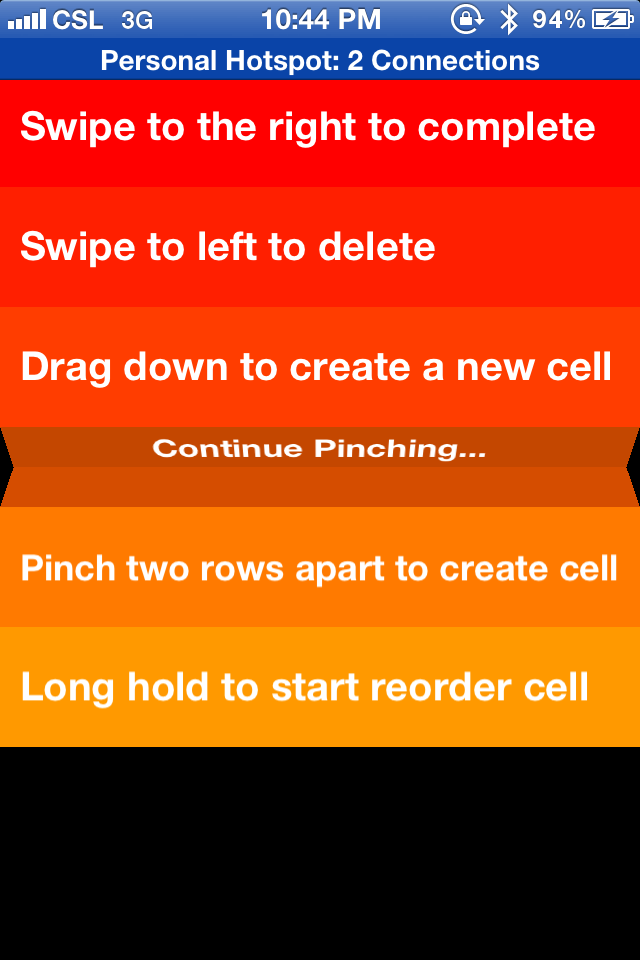 CSL 3G 10:44 PM 94%
Personal Hotspot: 2 Connections
Swipe to the right to complete
Swipe to left to delete
Drag down to create a new cell
Continue Pinching...
Pinch two rows apart to create cell
Long hold to start reorder cell